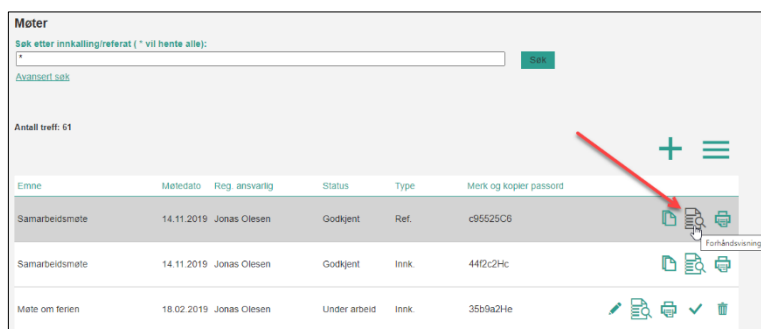 Møter
Søk etter innkalling/referat ( * vil hente alle):
*
Søk
Avansert søk
Antall treff: 61
Emne Møtedato Reg. ansvarlig Status Type Merk og kopier passord
Samarbeidsmøte 14.11.2019 Jonas Olesen Godkjent Ref. c95525C6
Forhåndsvisning
Samarbeidsmøte 14.11.2019 Jonas Olesen Godkjent Innk. 44f2c2Hc
Møte om ferien 18.02.2019 Jonas Olesen Under arbeid Innk. 35b9a2He